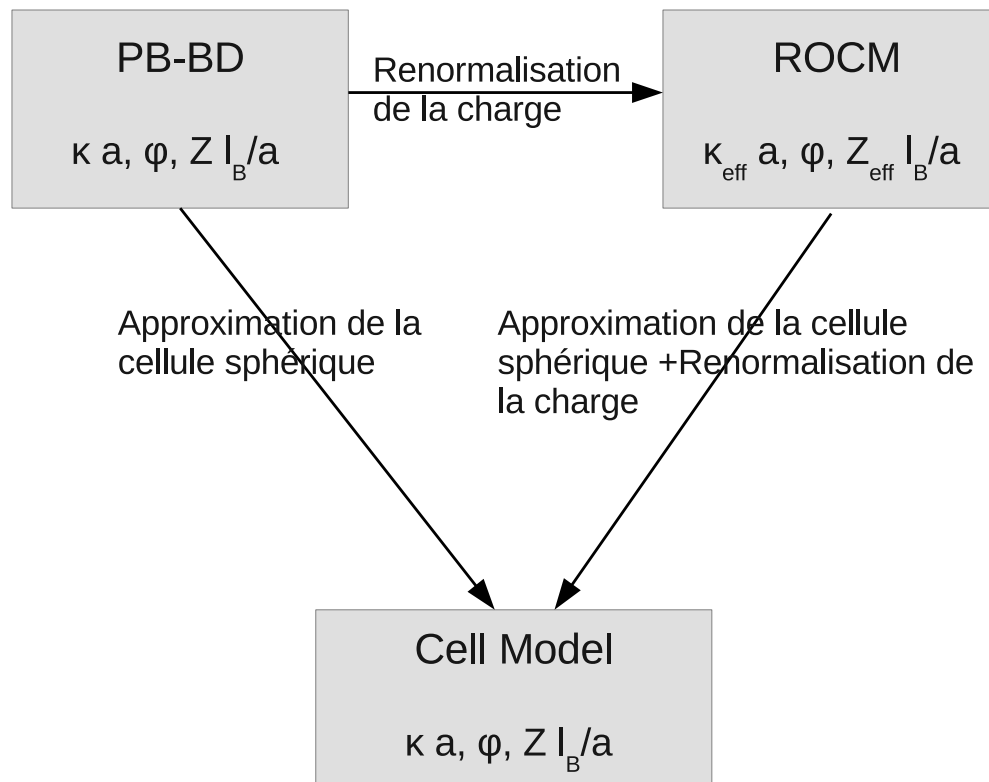 PB-BD
κ a, φ, Z l_B/a
Renormalisation
de la charge
ROCM
κ_eff a, φ, Z_eff l_B/a
Approximation de la
cellule sphérique
Approximation de la cellule
sphérique +Renormalisation de
la charge
Cell Model
κ a, φ, Z l_B/a